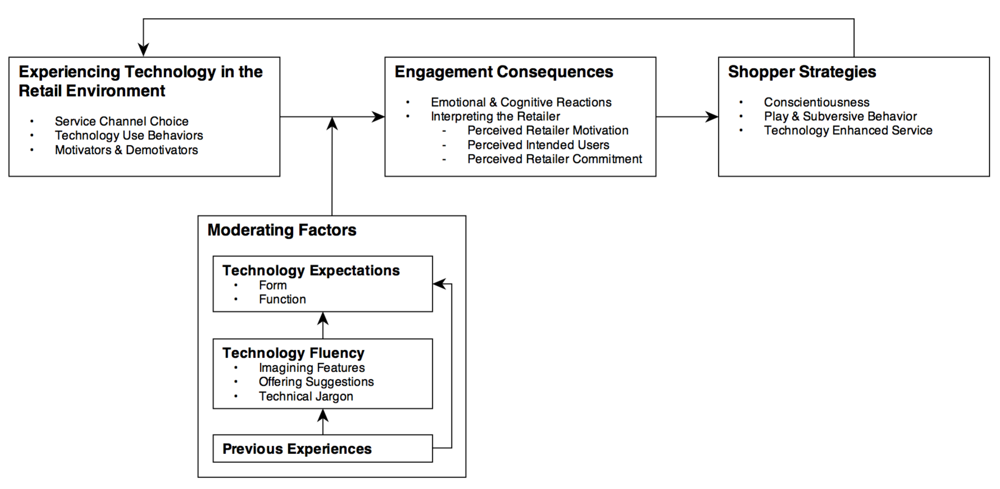 Experiencing Technology in the
Retail Environment
• Service Channel Choice
• Technology Use Behaviors
• Motivators & Demotivators
Engagement Consequences
• Emotional & Cognitive Reactions
• Interpreting the Retailer
- Perceived Retailer Motivation
- Perceived Intended Users
- Perceived Retailer Commitment
Shopper Strategies
• Conscientiousness
• Play & Subversive Behavior
• Technology Enhanced Service
Moderating Factors
Technology Expectations
• Form
• Function
Technology Fluency
• Imagining Features
• Offering Suggestions
• Technical Jargon
Previous Experiences